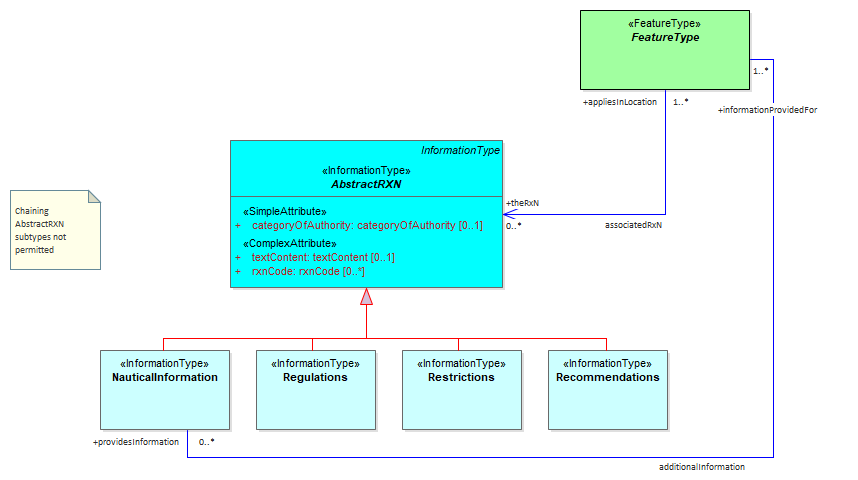 «FeatureType»
FeatureType
1..*
+appliesInLocation
1..*
+informationProvidedFor
InformationType
«InformationType»
AbstractRXN
«SimpleAttribute»
+ categoryOfAuthority: categoryOfAuthority [0..1]
«ComplexAttribute»
+ textContent: textContent [0..1]
+ rxnCode: rxnCode [0..*]
+theRxN
0..*
associatedRxN
Chaining
AbstractRXN
subtypes not
permitted
«InformationType»
NauticalInformation
«InformationType»
Regulations
«InformationType»
Restrictions
«InformationType»
Recommendations
+providesInformation
0..*
additionalInformation